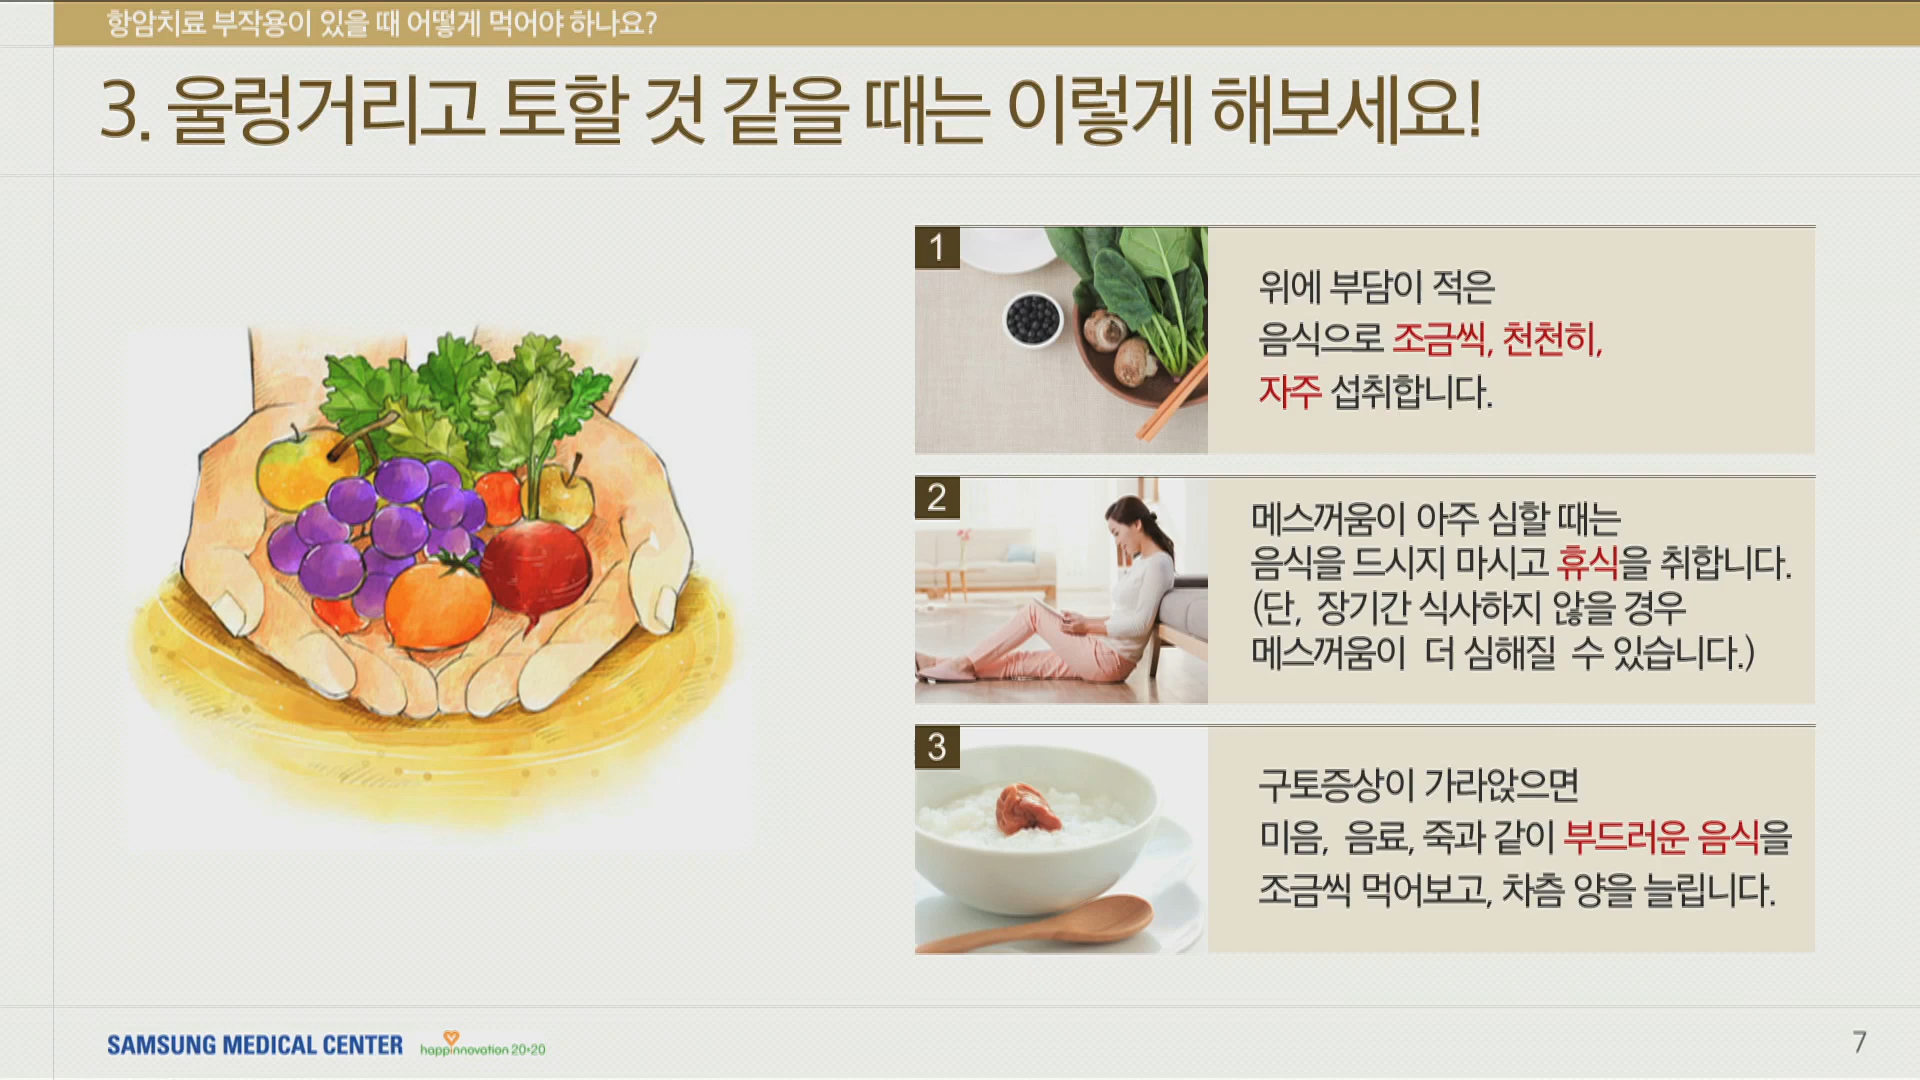 항암치료 부작용이 있을 때 어떻게 먹어야 하나요?
3. 울렁거리고 토할 것 같을 때는 이렇게 해보세요!
1
위에 부담이 적은
음식으로 조금씩, 천천히,
자주 섭취합니다.
2
메스꺼움이 아주 심할 때는
음식을 드시지 마시고 휴식을 취합니다.
(단, 장기간 식사하지 않을 경우
메스꺼움이 더 심해질 수 있습니다.)
3
구토증상이 가라앉으면
미음, 음료, 죽과 같이 부드러운 음식을
조금씩 먹어보고, 차츰 양을 늘립니다.
SAMSUNG MEDICAL CENTER
happinnovation 20•20
7